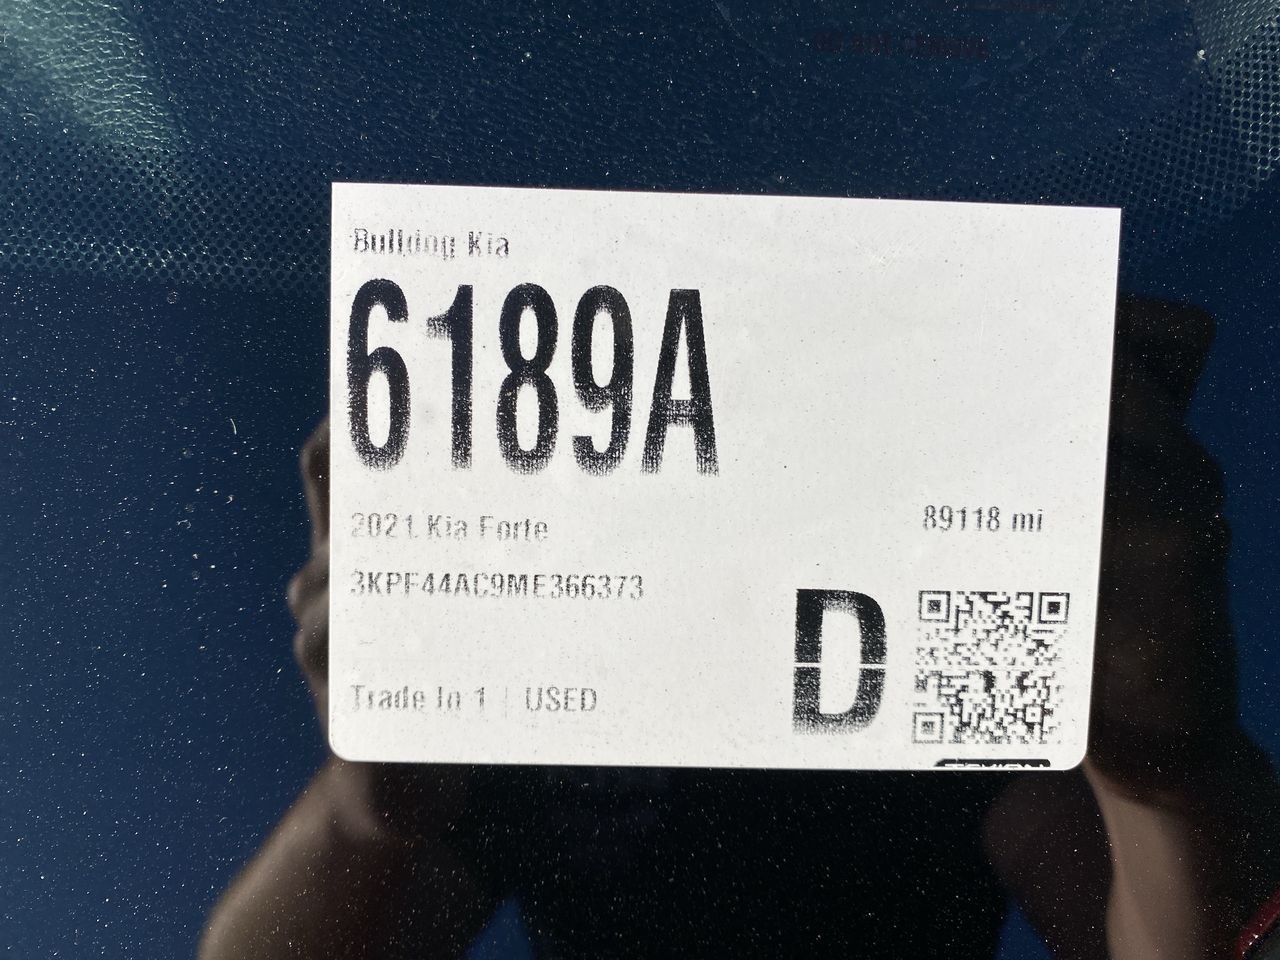 Bulldog Kia
6189A
2021 Kia Forte
89118 mi
3KPF44AC9ME366373
D
Trade In 1 | USED